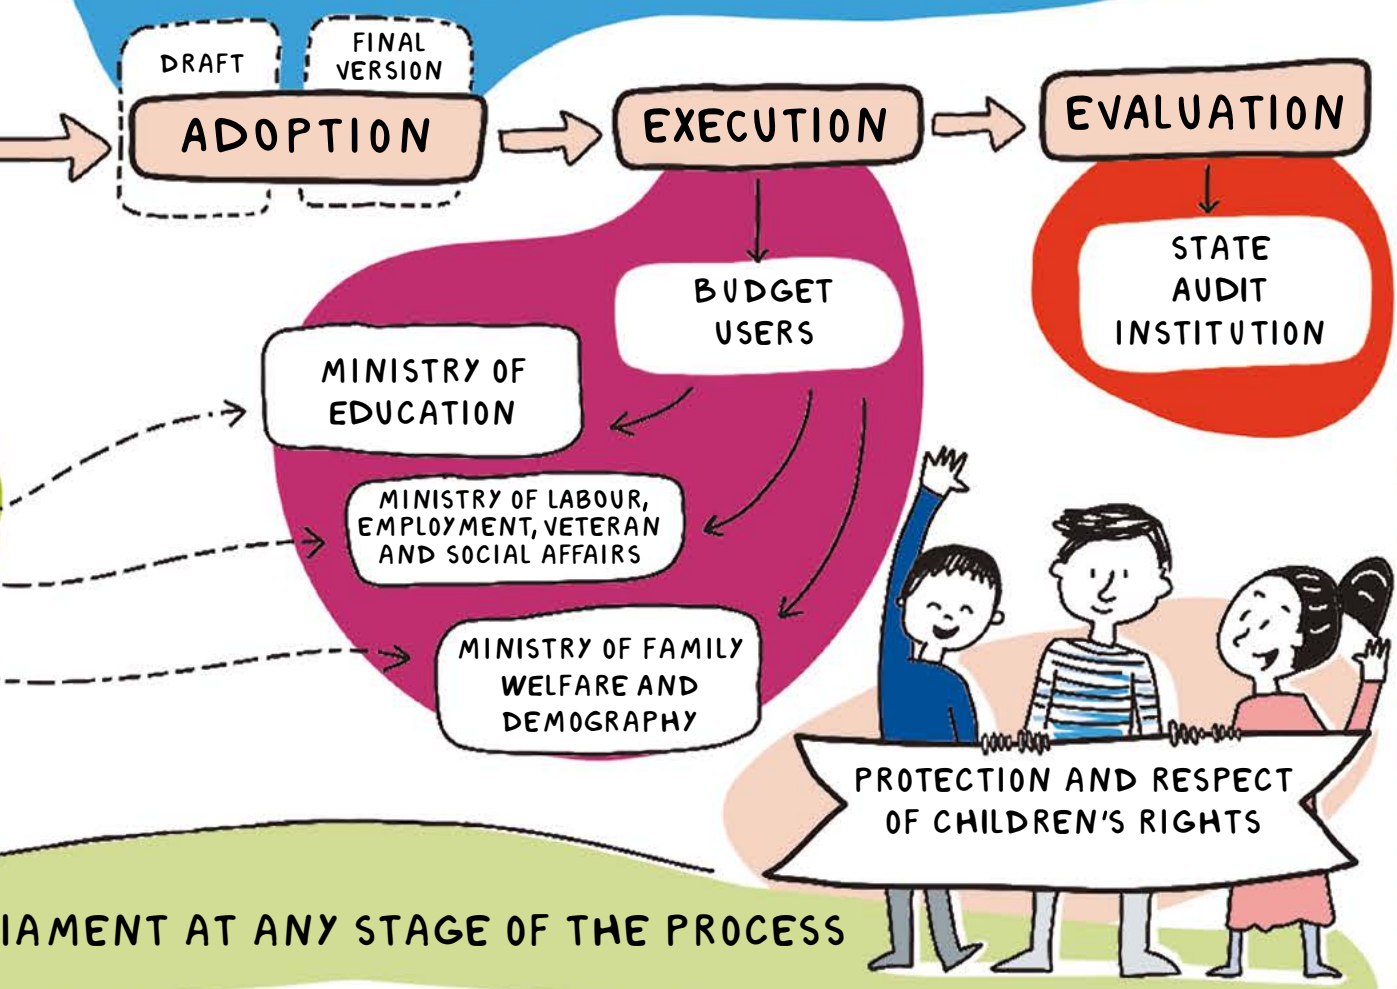 DRAFT
FINAL
VERSION
ADOPTION
EXECUTION
EVALUATION
BUDGET
USERS
STATE
AUDIT
INSTITUTION
MINISTRY OF
EDUCATION
MINISTRY OF LABOUR,
EMPLOYMENT, VETERAN
AND SOCIAL AFFAIRS
MINISTRY OF FAMILY
WELFARE AND
DEMOGRAPHY
PROTECTION AND RESPECT
OF CHILDREN'S RIGHTS
IAMENT AT ANY STAGE OF THE PROCESS